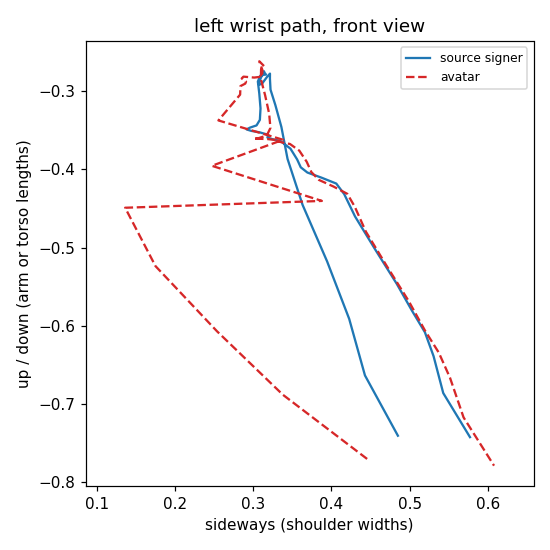 left wrist path, front view
source signer
avatar
up / down (arm or torso lengths)
−0.3
−0.4
−0.5
−0.6
−0.7
−0.8
0.1 0.2 0.3 0.4 0.5 0.6
sideways (shoulder widths)